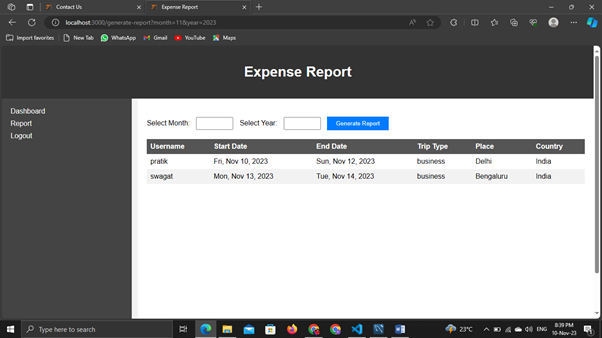 Contact Us
Expense Report
localhost:3000/generate-report?month=11&year=2023
Import favorites
New Tab
WhatsApp
Gmail
YouTube
Maps
Expense Report
Dashboard
Report
Logout
Select Month:
Select Year:
Generate Report
Username Start Date End Date Trip Type Place Country
pratik Fri, Nov 10, 2023 Sun, Nov 12, 2023 business Delhi India
swagat Mon, Nov 13, 2023 Tue, Nov 14, 2023 business Bengaluru India
Type here to search
23°C
ENG
8:39 PM
10-Nov-23